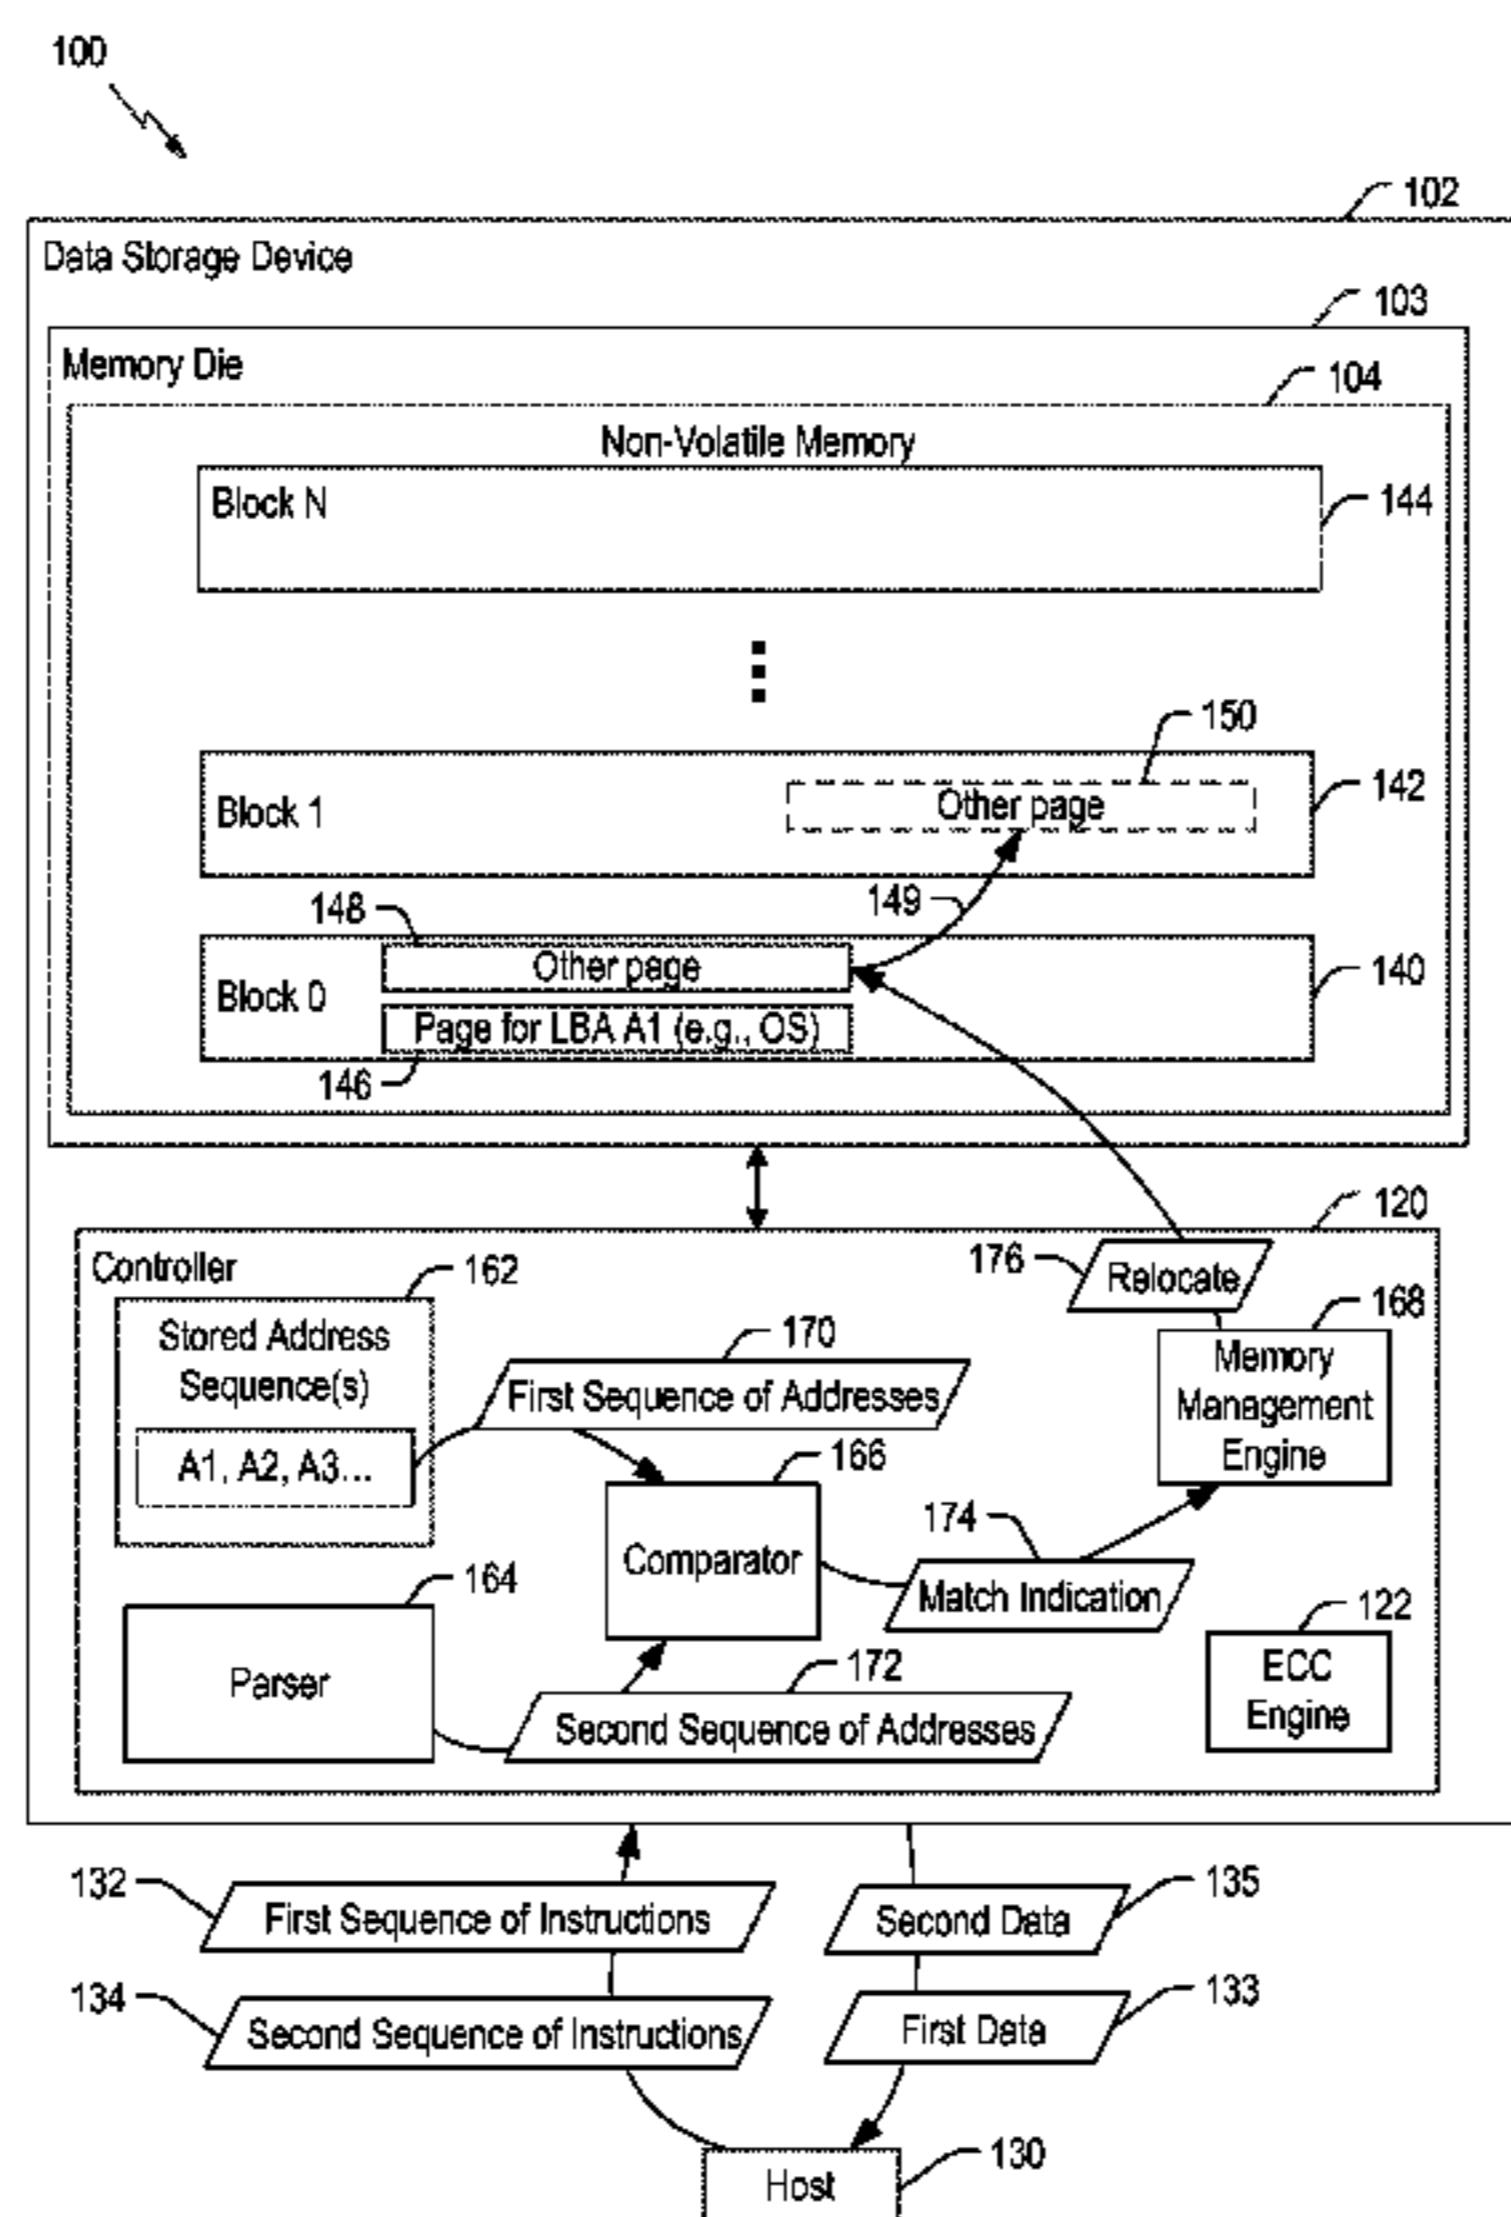 100
102
Data Storage Device
103
Memory Die
104
Non-Volatile Memory
Block N
144
150
Other page
142
Block 1
149
148
Other page
140
Block 0
Page for LBA A1 (e.g., OS)
146
120
Controller
162
176
Relocate
168
Stored Address
Sequence(s)
170
First Sequence of Addresses
Memory
Management
Engine
A1, A2, A3...
166
174
Comparator
Match Indication
164
122
Parser
172
Second Sequence of Addresses
ECC
Engine
132
First Sequence of Instructions
135
Second Data
134
Second Sequence of Instructions
133
First Data
130
Host